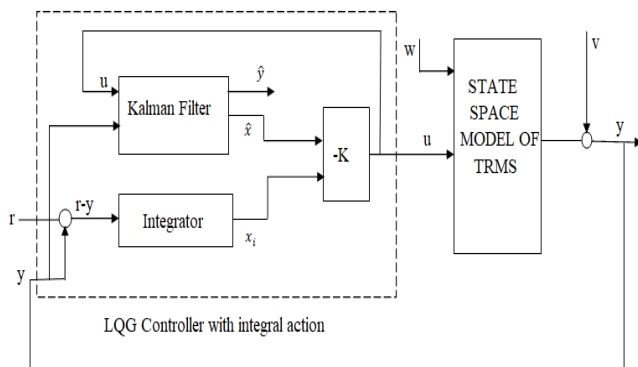 w
v
u
ŷ
Kalman Filter
x̂
-K
STATE
SPACE
MODEL OF
TRMS
y
u
r
r-y
Integrator
xᵢ
y
LQG Controller with integral action